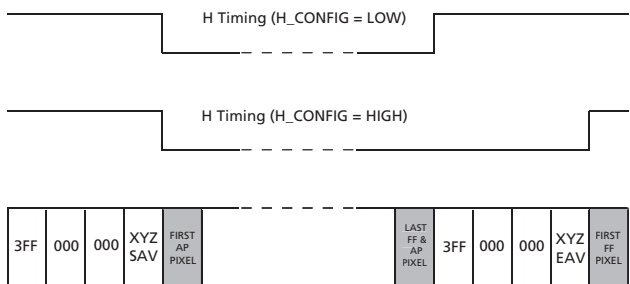 H Timing (H_CONFIG = LOW)
H Timing (H_CONFIG = HIGH)
3FF
000
000
XYZ
SAV
FIRST
AP
PIXEL
LAST
FF &
AP
PIXEL
3FF
000
000
XYZ
EAV
FIRST
FF
PIXEL